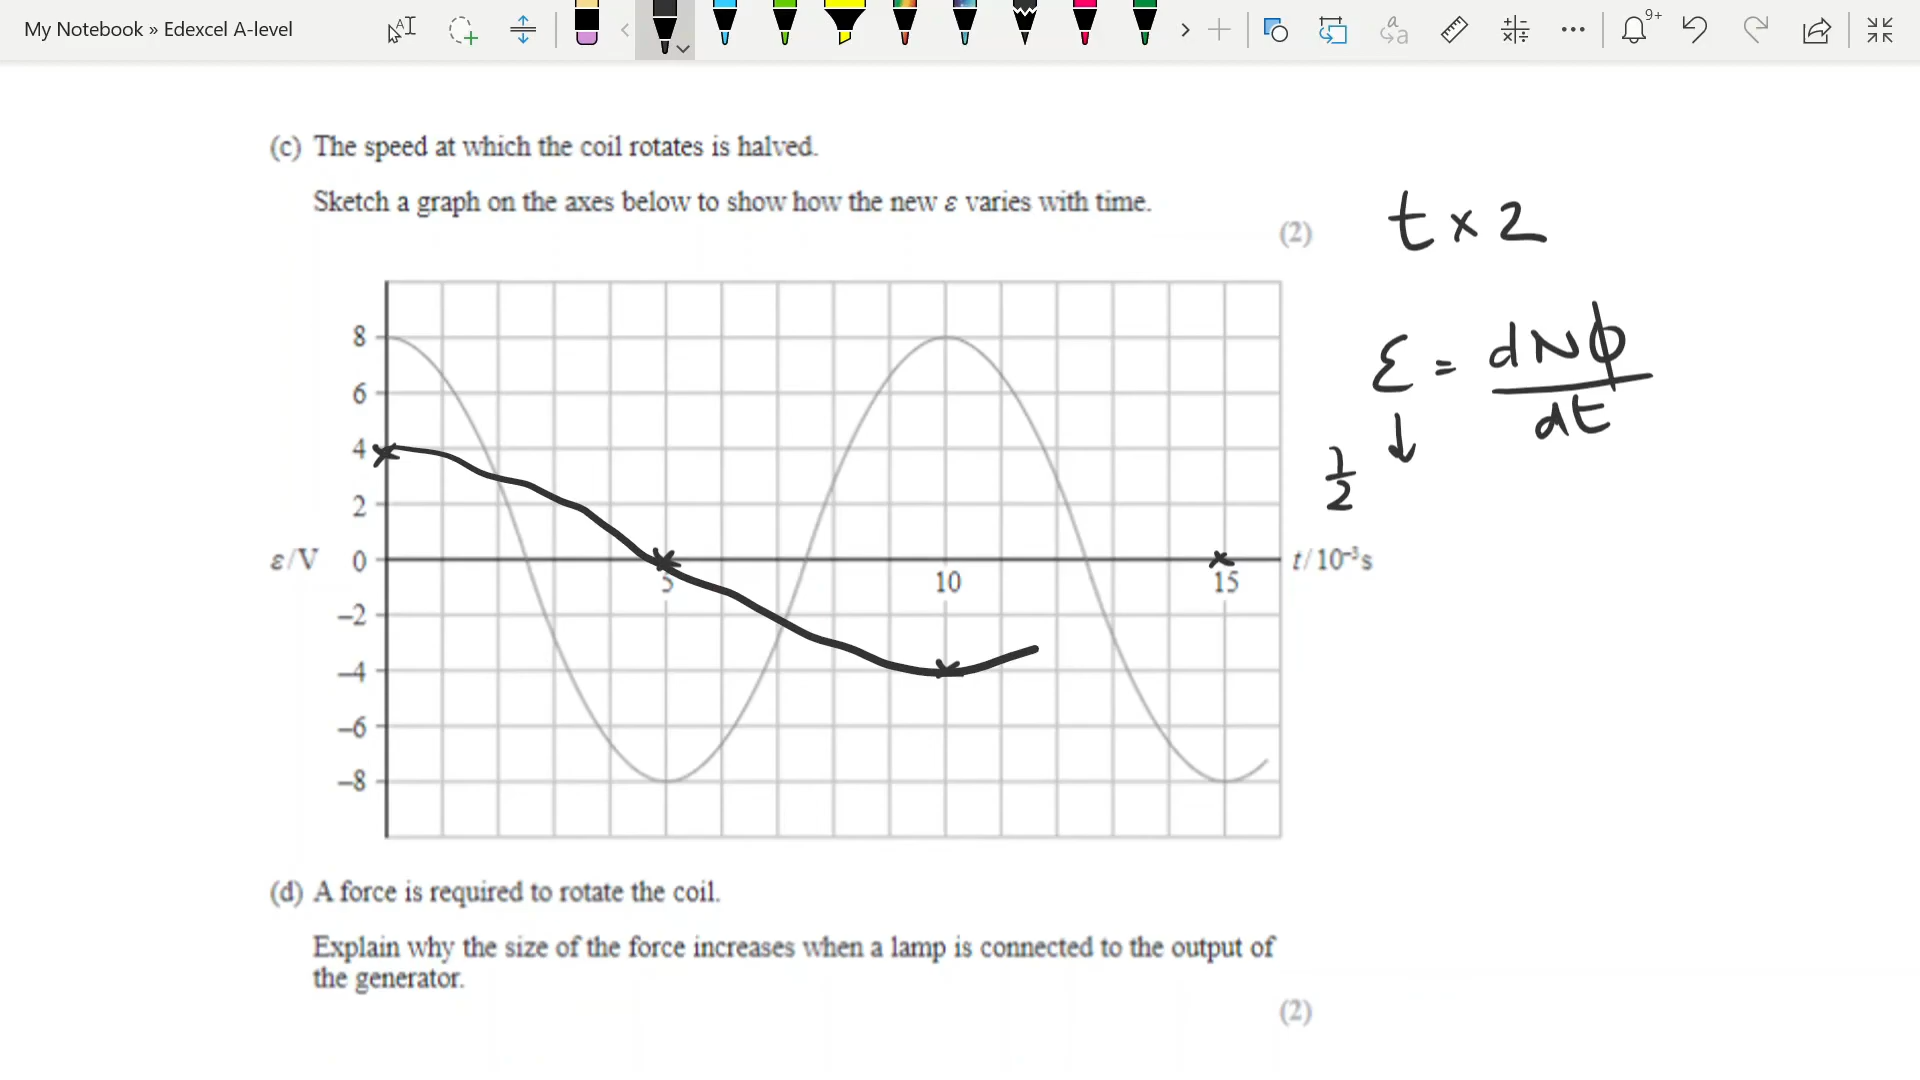 My Notebook » Edexcel A-level
9+
(c) The speed at which the coil rotates is halved.
Sketch a graph on the axes below to show how the new ε varies with time.
(2)
t × 2
8
6
4
2
0
−2
−4
−6
−8
ε/V
5
10
15
t/10⁻³s
ε = dNϕ
dt
↓
1
2
(d) A force is required to rotate the coil.
Explain why the size of the force increases when a lamp is connected to the output of
the generator.
(2)